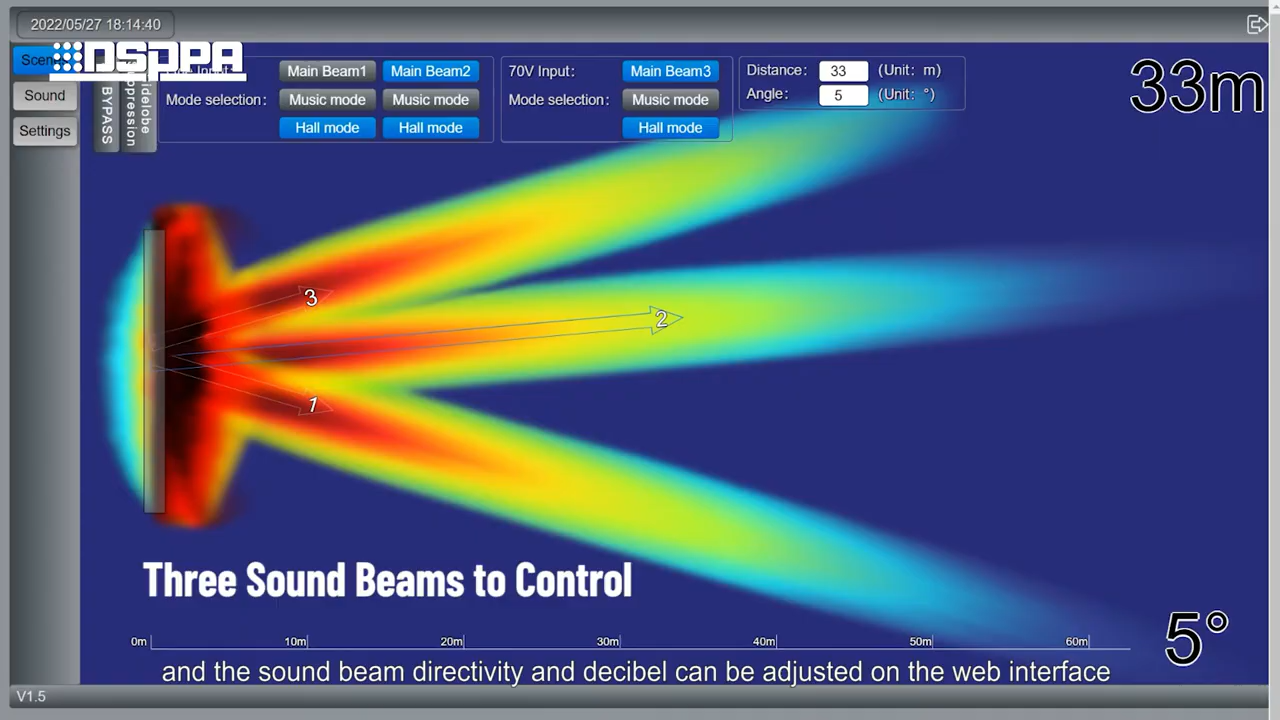 2022/05/27 18:14:40
DSPPA
Sound
Settings
BYPASS
Main Beam1
Main Beam2
Mode selection:
Music mode
Music mode
Hall mode
Hall mode
70V Input:
Main Beam3
Mode selection:
Music mode
Hall mode
Distance: 33 (Unit: m)
Angle: 5 (Unit: °)
33m
3
2
1
Three Sound Beams to Control
0m 10m 20m 30m 40m 50m 60m
5°
and the sound beam directivity and decibel can be adjusted on the web interface
V1.5